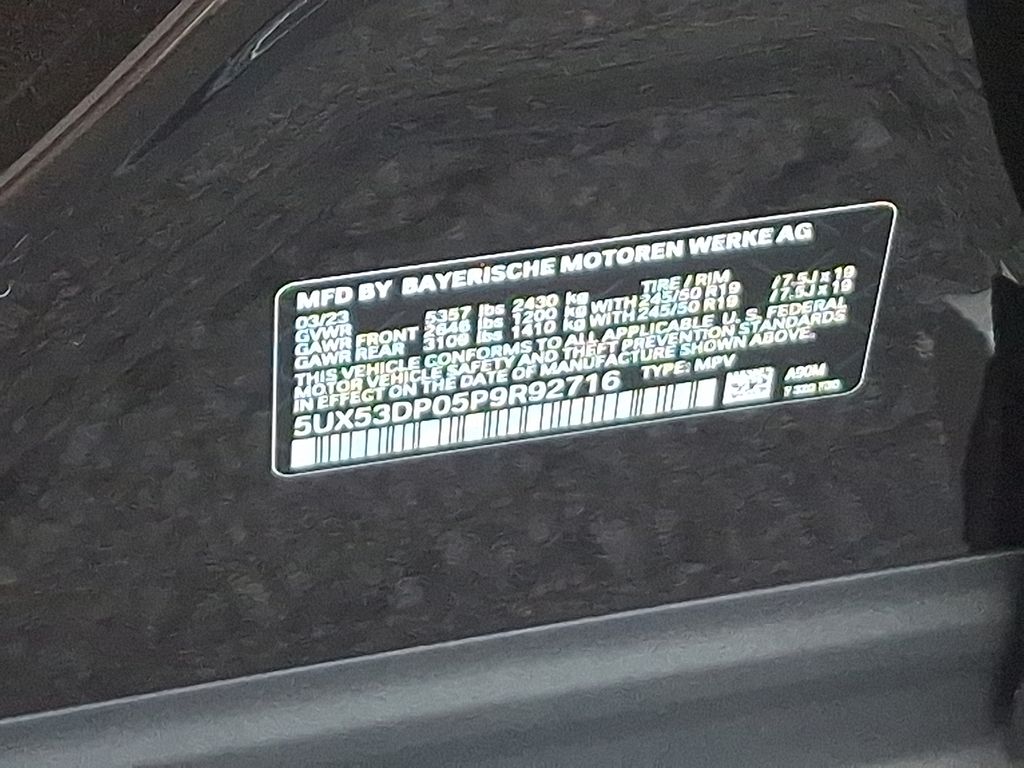 MFD BY BAYERISCHE MOTOREN WERKE AG
03/23 TIRE / RIM
GVWR 5357 lbs 2430 kg
GAWR FRONT 2646 lbs 1200 kg WITH 245/50 R19 /7.5J x 19
GAWR REAR 3108 lbs 1410 kg WITH 245/50 R19 /7.5J x 19
THIS VEHICLE CONFORMS TO ALL APPLICABLE U. S. FEDERAL
MOTOR VEHICLE SAFETY AND THEFT PREVENTION STANDARDS
IN EFFECT ON THE DATE OF MANUFACTURE SHOWN ABOVE.
5UX53DP05P9R92716 TYPE: MPV
A90M